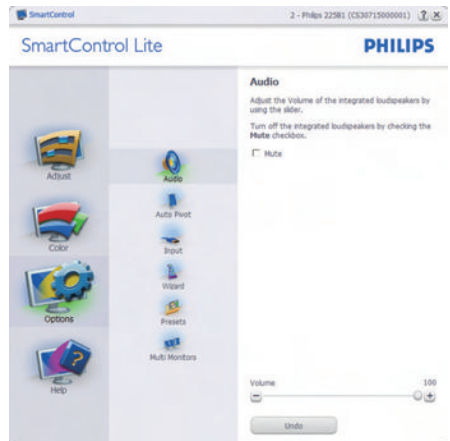 SmartControl
2 - Philips 225B1 (CS30715000001)
SmartControl Lite
PHILIPS
Adjust
Color
Options
Help
Audio
Auto Pivot
Input
Wizard
Presets
Multi Monitors
Audio
Adjust the Volume of the integrated loudspeakers by
using the slider.
Turn off the integrated loudspeakers by checking the
Mute checkbox.
Mute
Volume
100
Undo